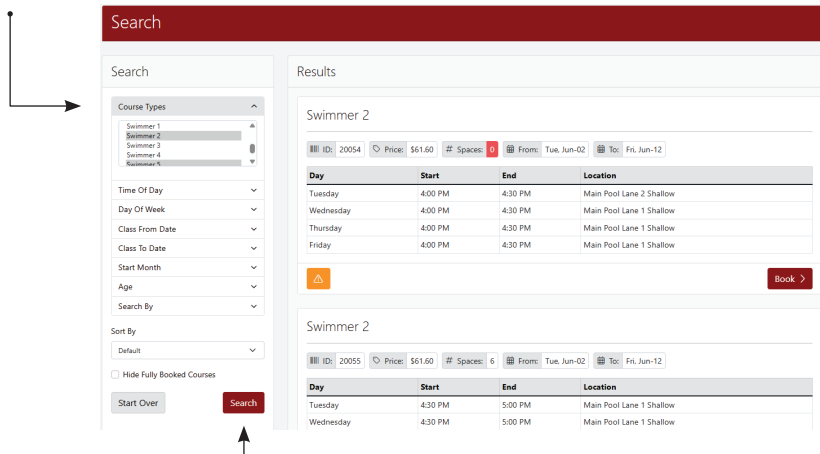 Search
Search
Course Types
Swimmer 1
Swimmer 2
Swimmer 3
Swimmer 4
Swimmer 5
Time Of Day
Day Of Week
Class From Date
Class To Date
Start Month
Age
Search By
Sort By
Default
Hide Fully Booked Courses
Start Over Search
Results
Swimmer 2
ID: 20054 Price: $61.60 # Spaces: 0 From: Tue, Jun-02 To: Fri, Jun-12
Day Start End Location
Tuesday 4:00 PM 4:30 PM Main Pool Lane 2 Shallow
Wednesday 4:00 PM 4:30 PM Main Pool Lane 1 Shallow
Thursday 4:00 PM 4:30 PM Main Pool Lane 1 Shallow
Friday 4:00 PM 4:30 PM Main Pool Lane 1 Shallow
Book >
Swimmer 2
ID: 20055 Price: $61.60 # Spaces: 6 From: Tue, Jun-02 To: Fri, Jun-12
Day Start End Location
Tuesday 4:30 PM 5:00 PM Main Pool Lane 1 Shallow
Wednesday 4:30 PM 5:00 PM Main Pool Lane 1 Shallow